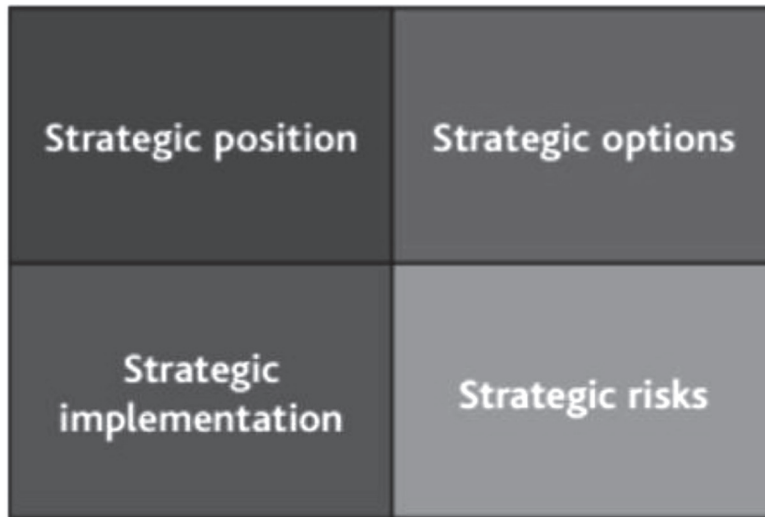 Strategic position
Strategic options
Strategic
implementation
Strategic risks